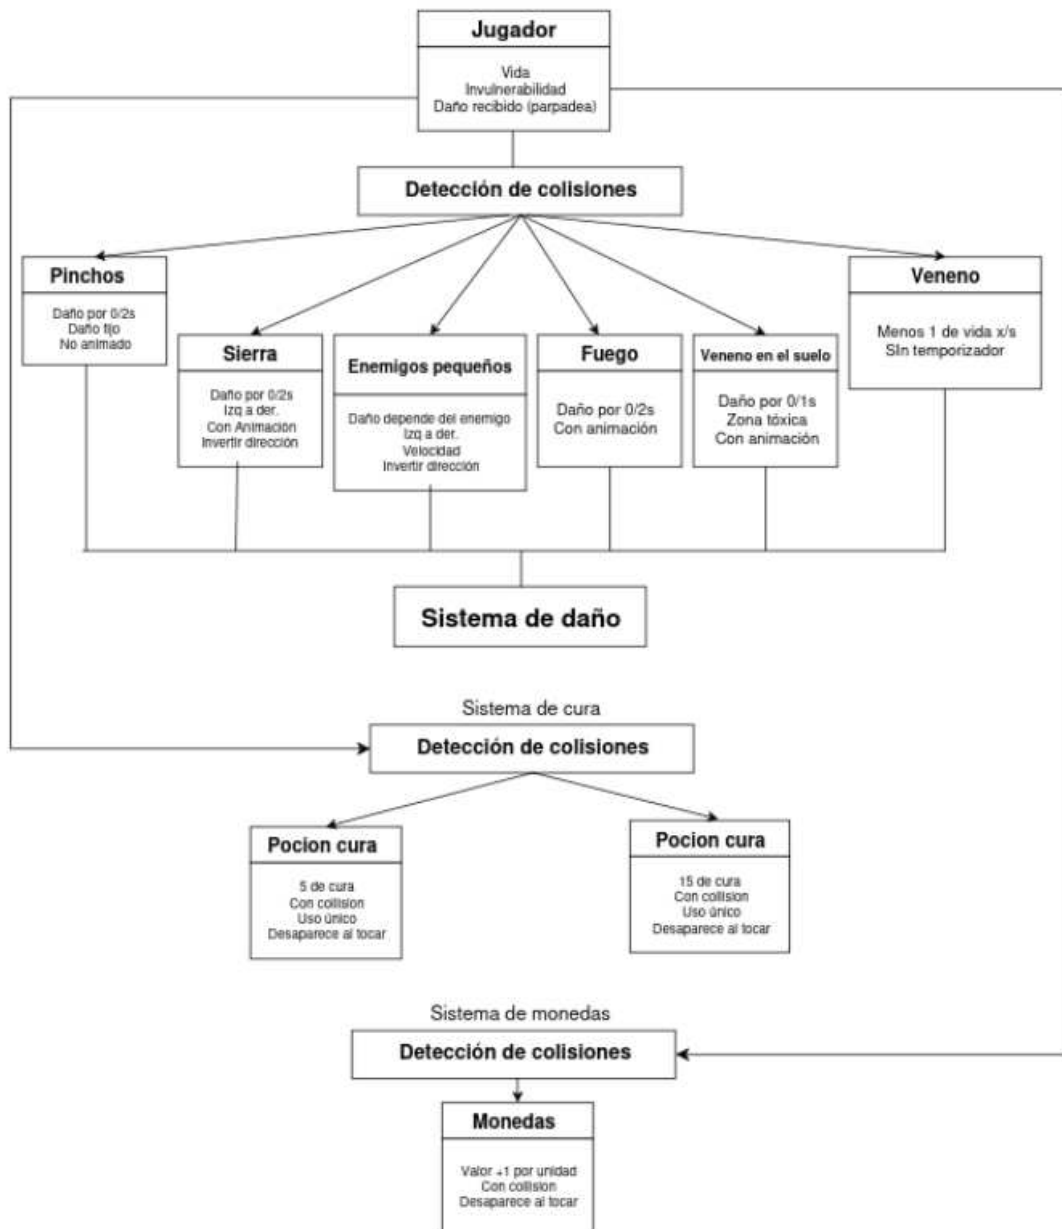 Jugador
Vida
Invulnerabilidad
Daño recibido (parpadea)
Detección de colisiones
Pinchos
Daño por 0/2s
Daño fijo
No animado
Sierra
Daño por 0/2s
Izq a der.
Con Animación
Invertir dirección
Enemigos pequeños
Daño depende del enemigo
Izq a der.
Velocidad
Invertir dirección
Fuego
Daño por 0/2s
Con animación
Veneno en el suelo
Daño por 0/1s
Zona tóxica
Con animación
Veneno
Menos 1 de vida x/s
SIn temporizador
Sistema de daño
Sistema de cura
Detección de colisiones
Pocion cura
5 de cura
Con collision
Uso único
Desaparece al tocar
Pocion cura
15 de cura
Con collision
Uso único
Desaparece al tocar
Sistema de monedas
Detección de colisiones
Monedas
Valor +1 por unidad
Con collision
Desaparece al tocar